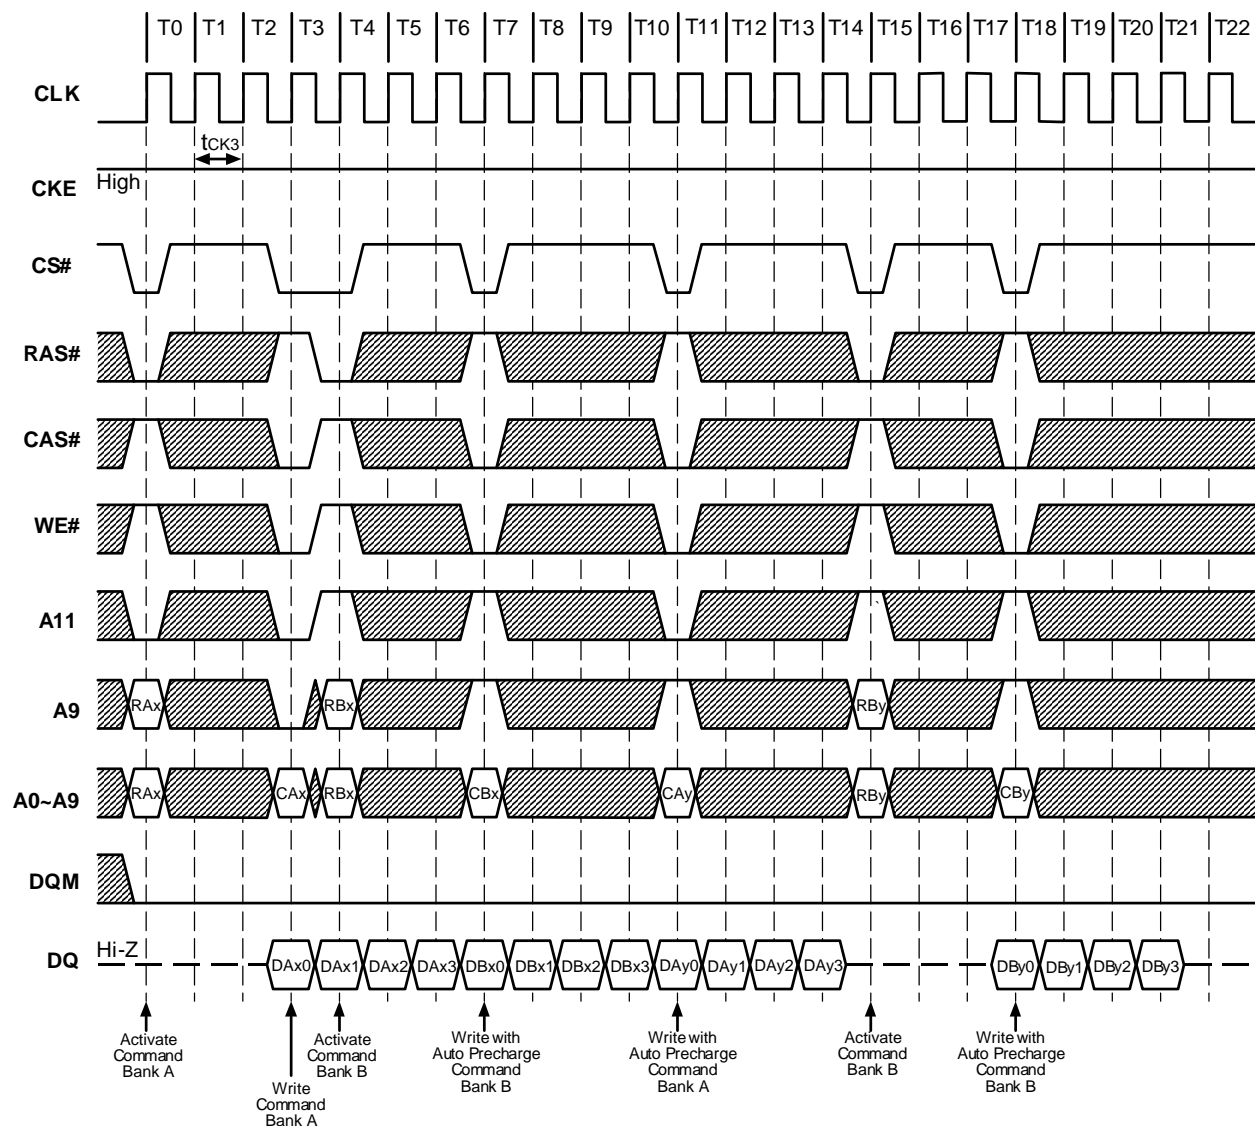 T0 T1 T2 T3 T4 T5 T6 T7 T8 T9 T10 T11 T12 T13 T14 T15 T16 T17 T18 T19 T20 T21 T22
CLK
tCK3
High
CKE
CS#
RAS#
CAS#
WE#
A11
A9 RAx RBx RBy
A0~A9 RAx CAx RBx CBx CAy RBy CBy
DQM
Hi-Z
DQ DAx0 DAx1 DAx2 DAx3 DBx0 DBx1 DBx2 DBx3 DAy0 DAy1 DAy2 DAy3 DBy0 DBy1 DBy2 DBy3
Activate
Command
Bank A
Write
Command
Bank A
Activate
Command
Bank B
Write with
Auto Precharge
Command
Bank B
Write with
Auto Precharge
Command
Bank A
Activate
Command
Bank B
Write with
Auto Precharge
Command
Bank B